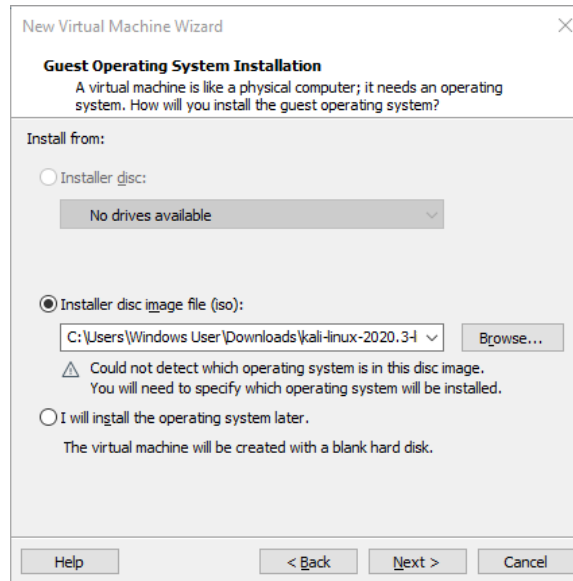 New Virtual Machine Wizard
Guest Operating System Installation
A virtual machine is like a physical computer; it needs an operating
system. How will you install the guest operating system?
Install from:
Installer disc:
No drives available
Installer disc image file (iso):
C:\Users\Windows User\Downloads\kali-linux-2020.3-l
Browse...
Could not detect which operating system is in this disc image.
You will need to specify which operating system will be installed.
I will install the operating system later.
The virtual machine will be created with a blank hard disk.
Help
< Back
Next >
Cancel